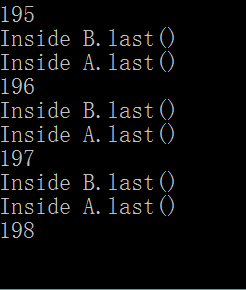 195
Inside B.last()
Inside A.last()
196
Inside B.last()
Inside A.last()
197
Inside B.last()
Inside A.last()
198